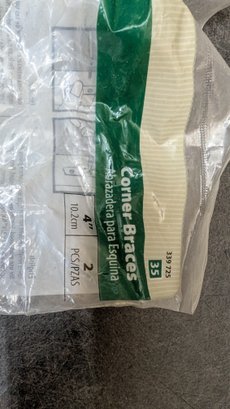 339 725
35
Corner Braces
Abrazadera para Esquina
4"
10.2cm
2
PCS/PZAS